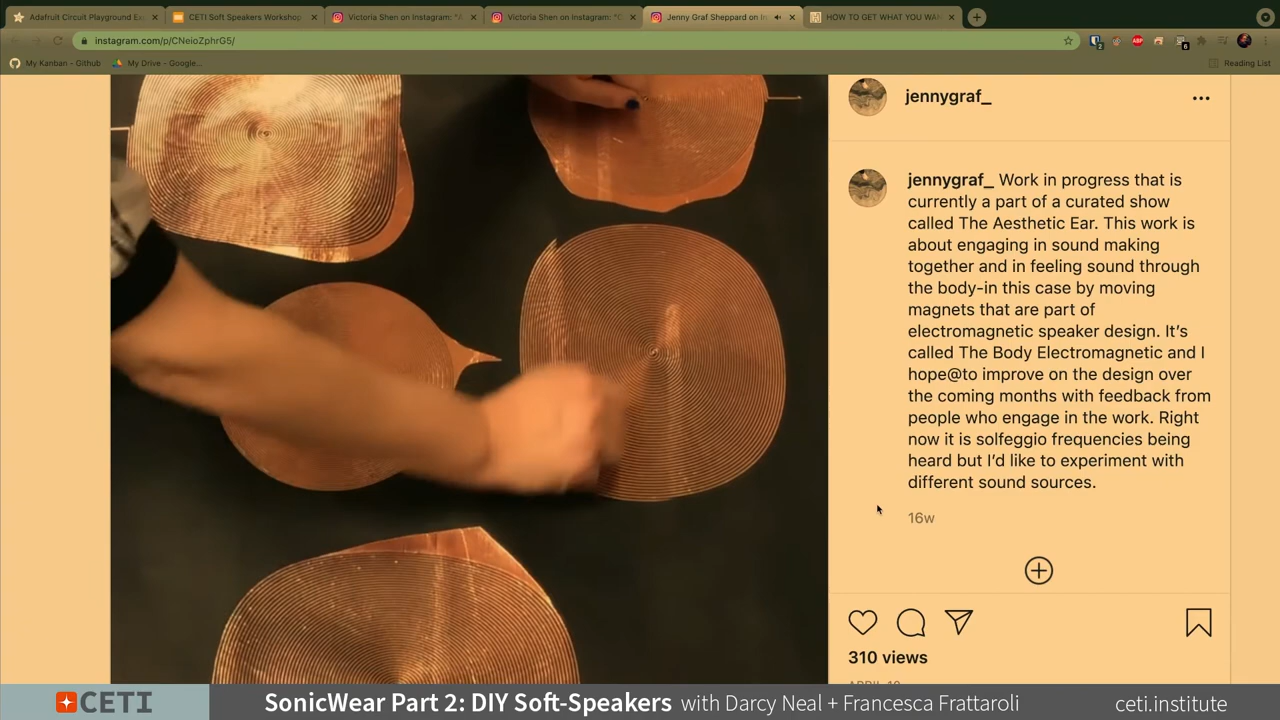 Adafruit Circuit Playground Ex
CETI Soft Speakers Workshop
Victoria Shen on Instagram: "A
Victoria Shen on Instagram: "C
Jenny Graf Sheppard on In
HOW TO GET WHAT YOU WAN
instagram.com/p/CNeioZphrG5/
My Kanban - Github
My Drive - Google...
Reading List
jennygraf_
jennygraf_ Work in progress that is
currently a part of a curated show
called The Aesthetic Ear. This work is
about engaging in sound making
together and in feeling sound through
the body-in this case by moving
magnets that are part of
electromagnetic speaker design. It's
called The Body Electromagnetic and I
hope@to improve on the design over
the coming months with feedback from
people who engage in the work. Right
now it is solfeggio frequencies being
heard but I'd like to experiment with
different sound sources.
16w
310 views
CETI
SonicWear Part 2: DIY Soft-Speakers with Darcy Neal + Francesca Frattaroli
ceti.institute